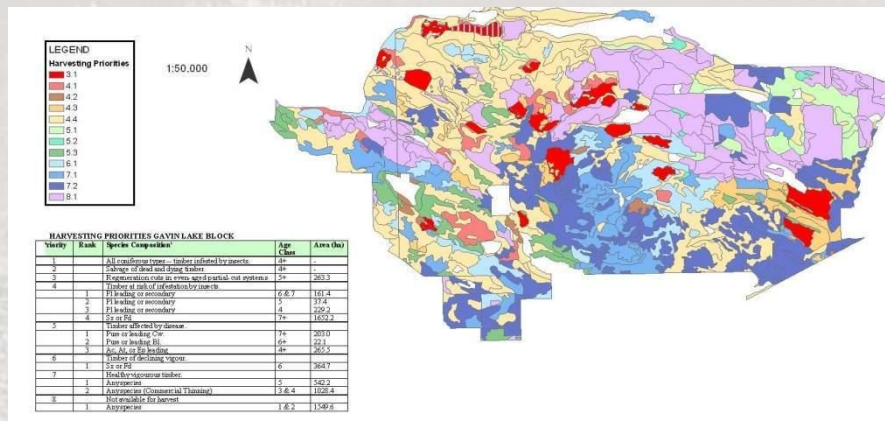 LEGEND
Harvesting Priorities
3.1
4.1
4.2
4.3
4.4
5.1
5.2
5.3
6.1
7.1
7.2
8.1
1:50.000
N
HARVESTING PRIORITIES GAVIN LAKE BLOCK
Priority Rank Species Composition¹ Age Class Area (ha)
1 All coniferous types – timber infested by insects. 4+ -
2 Salvage of dead and dying timber 4+ -
3 Regeneration cuts in even-aged partial-cut systems 5+ 263.3
4 Timber at risk of infestation by insects.
1 Pl leading or secondary 6 & 7 161.4
2 Pl leading or secondary 5 37.4
3 Pl leading or secondary 4 229.2
4 Sx or Fd 7+ 1652.2
5 Timber affected by disease.
1 Pure or leading Cw. 7+ 203.0
2 Pure or leading Bl. 6+ 22.1
3 Ac, At, or Ep leading 4+ 265.5
6 Timber of declining vigour.
1 Sx or Fd 6 364.7
7 Healthy vigourous timber.
1 Any species 5 542.2
2 Any species (Commercial Thinning) 3 & 4 1028.4
8 Not available for harvest
1 Any species 1 & 2 1549.6